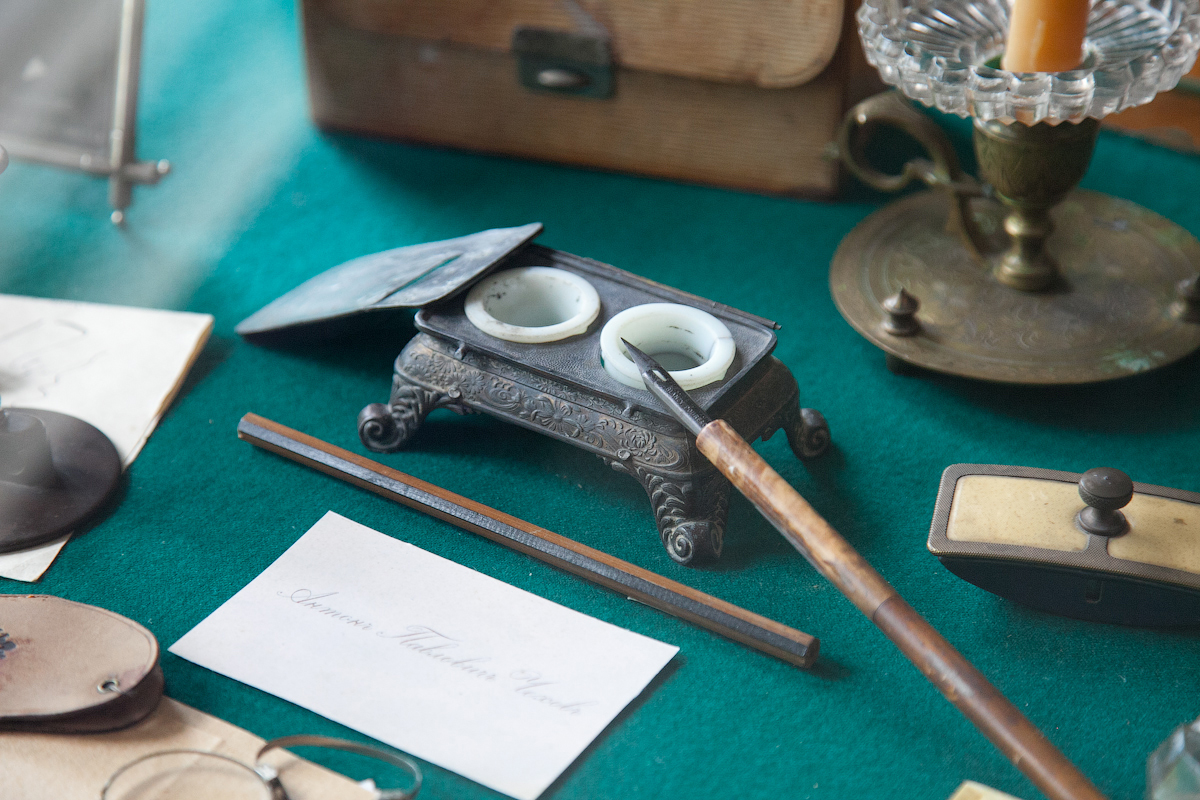 Антонъ Павловичъ Чеховъ